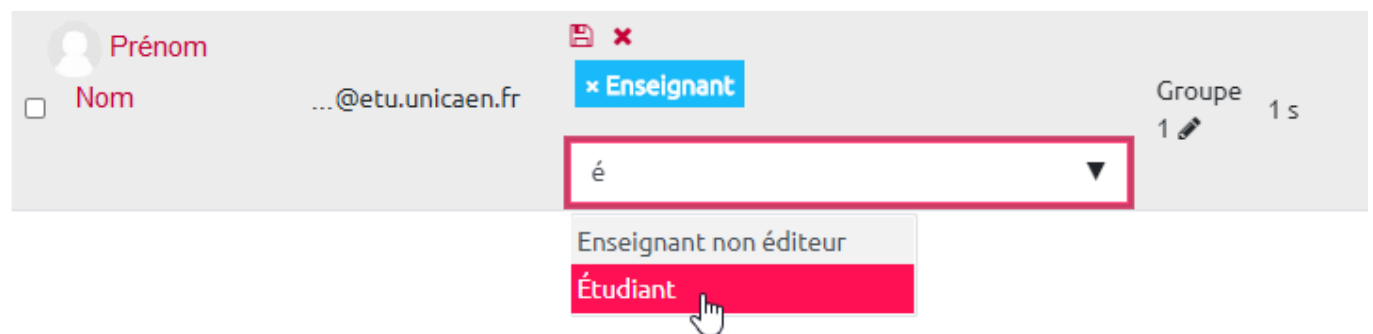 Prénom
Nom
...@etu.unicaen.fr
× Enseignant
é
Enseignant non éditeur
Étudiant
Groupe
1
1 s